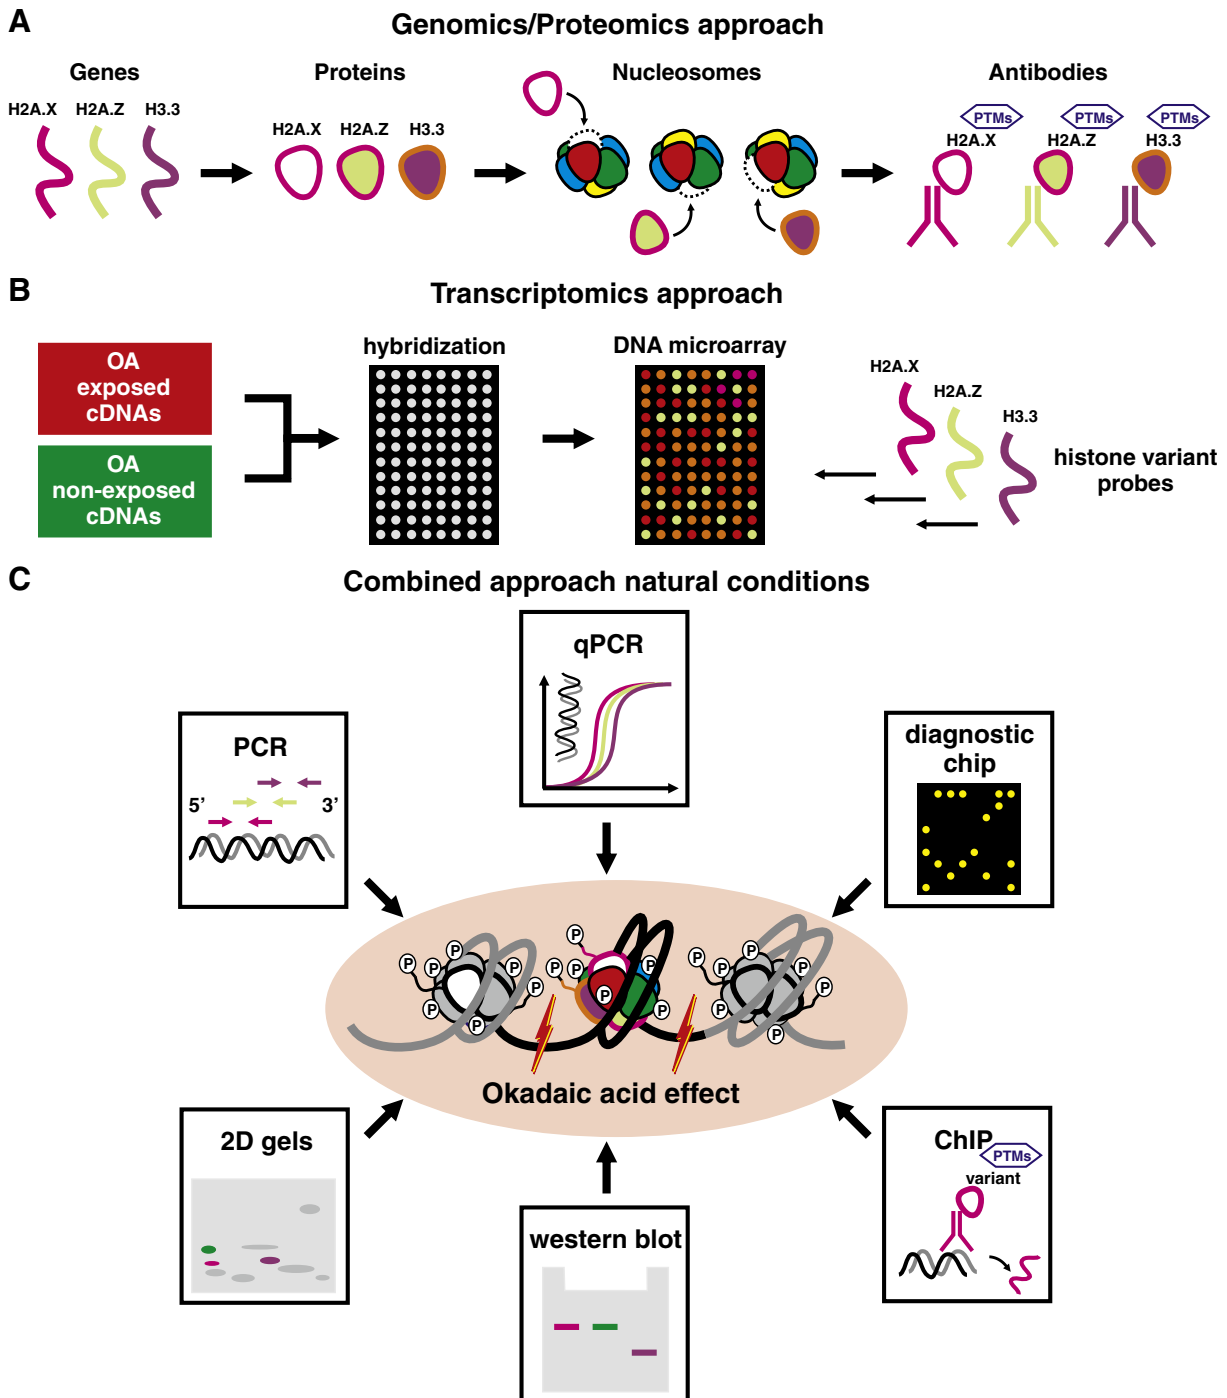 A
Genomics/Proteomics approach
Genes
Proteins
Nucleosomes
Antibodies
H2A.X H2A.Z H3.3
H2A.X H2A.Z H3.3
PTMs PTMs PTMs
H2A.X H2A.Z H3.3
B
Transcriptomics approach
OA
exposed
cDNAs
OA
non-exposed
cDNAs
hybridization
DNA microarray
H2A.X
H2A.Z
H3.3
histone variant
probes
C
Combined approach natural conditions
PCR
5’ 3’
qPCR
diagnostic
chip
P P P P P P P
P P P P P P
P P P P P P P
Okadaic acid effect
2D gels
western blot
ChIP
PTMs
variant